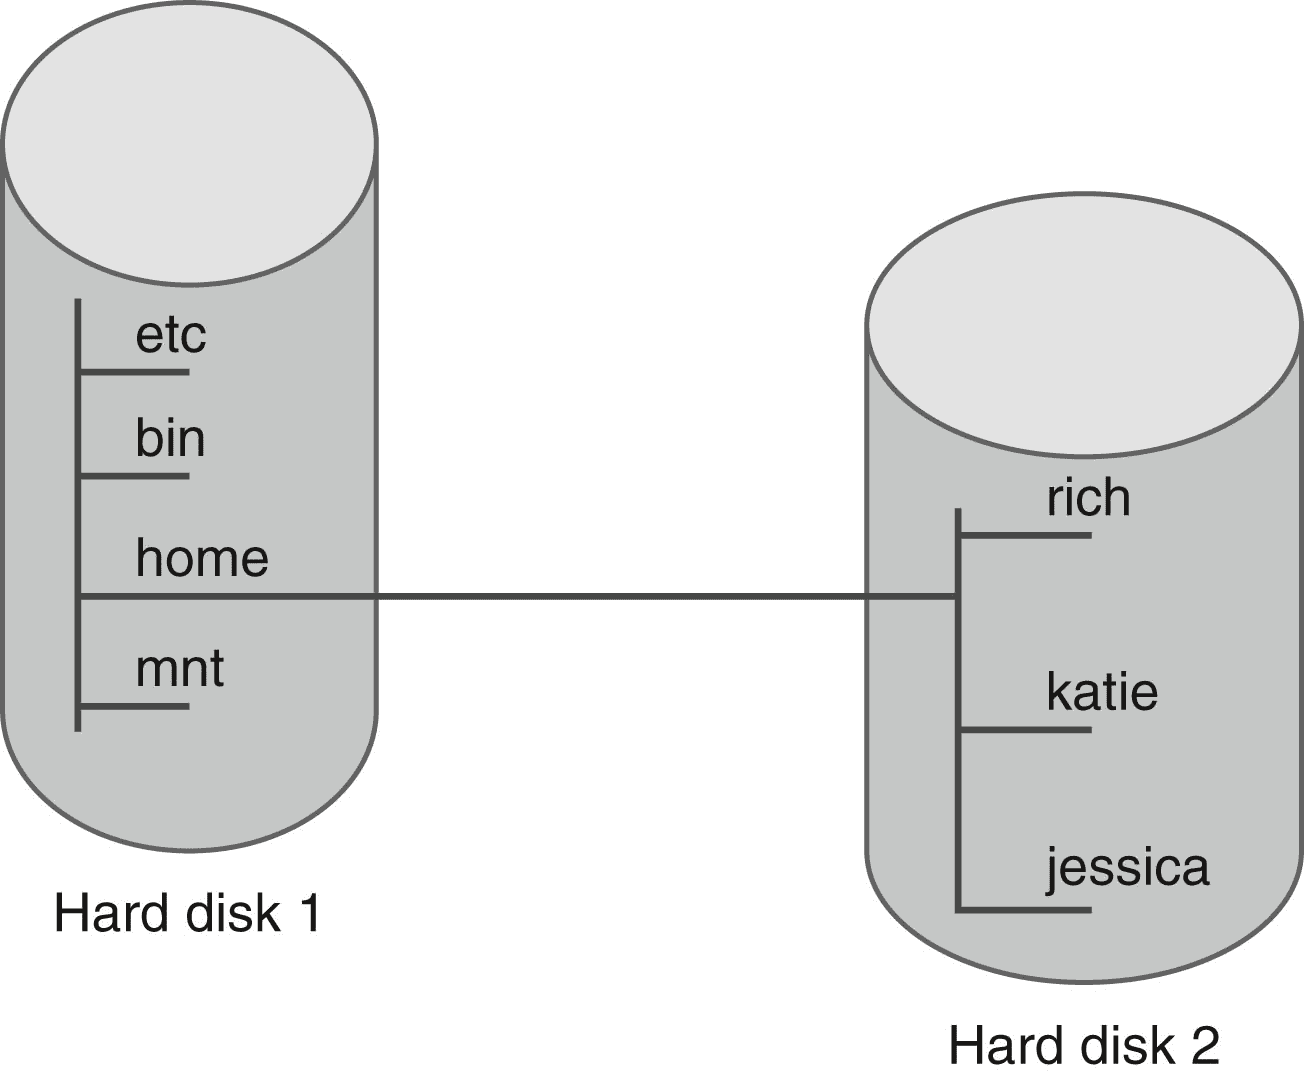 etc
bin
home
mnt
Hard disk 1
rich
katie
jessica
Hard disk 2